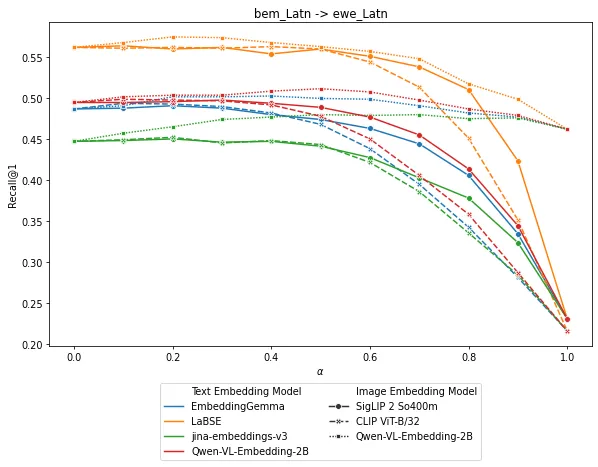 bem_Latn -> ewe_Latn
Recall@1
0.55
0.50
0.45
0.40
0.35
0.30
0.25
0.20
0.0 0.2 0.4 0.6 0.8 1.0
α
Text Embedding Model Image Embedding Model
EmbeddingGemma SigLIP 2 So400m
LaBSE CLIP ViT-B/32
jina-embeddings-v3 Qwen-VL-Embedding-2B
Qwen-VL-Embedding-2B